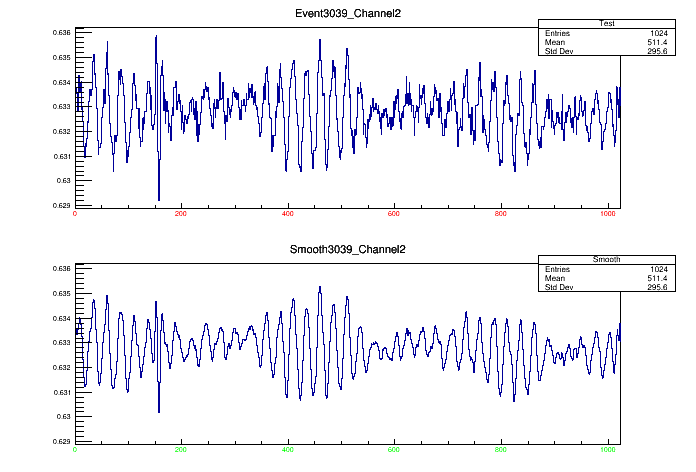 Event3039_Channel2
Test
Entries 1024
Mean 511.4
Std Dev 295.6
0.636
0.635
0.634
0.633
0.632
0.631
0.63
0.629
0 200 400 600 800 1000
Smooth3039_Channel2
Smooth
Entries 1024
Mean 511.4
Std Dev 295.6
0.636
0.635
0.634
0.633
0.632
0.631
0.63
0.629
0 200 400 600 800 1000